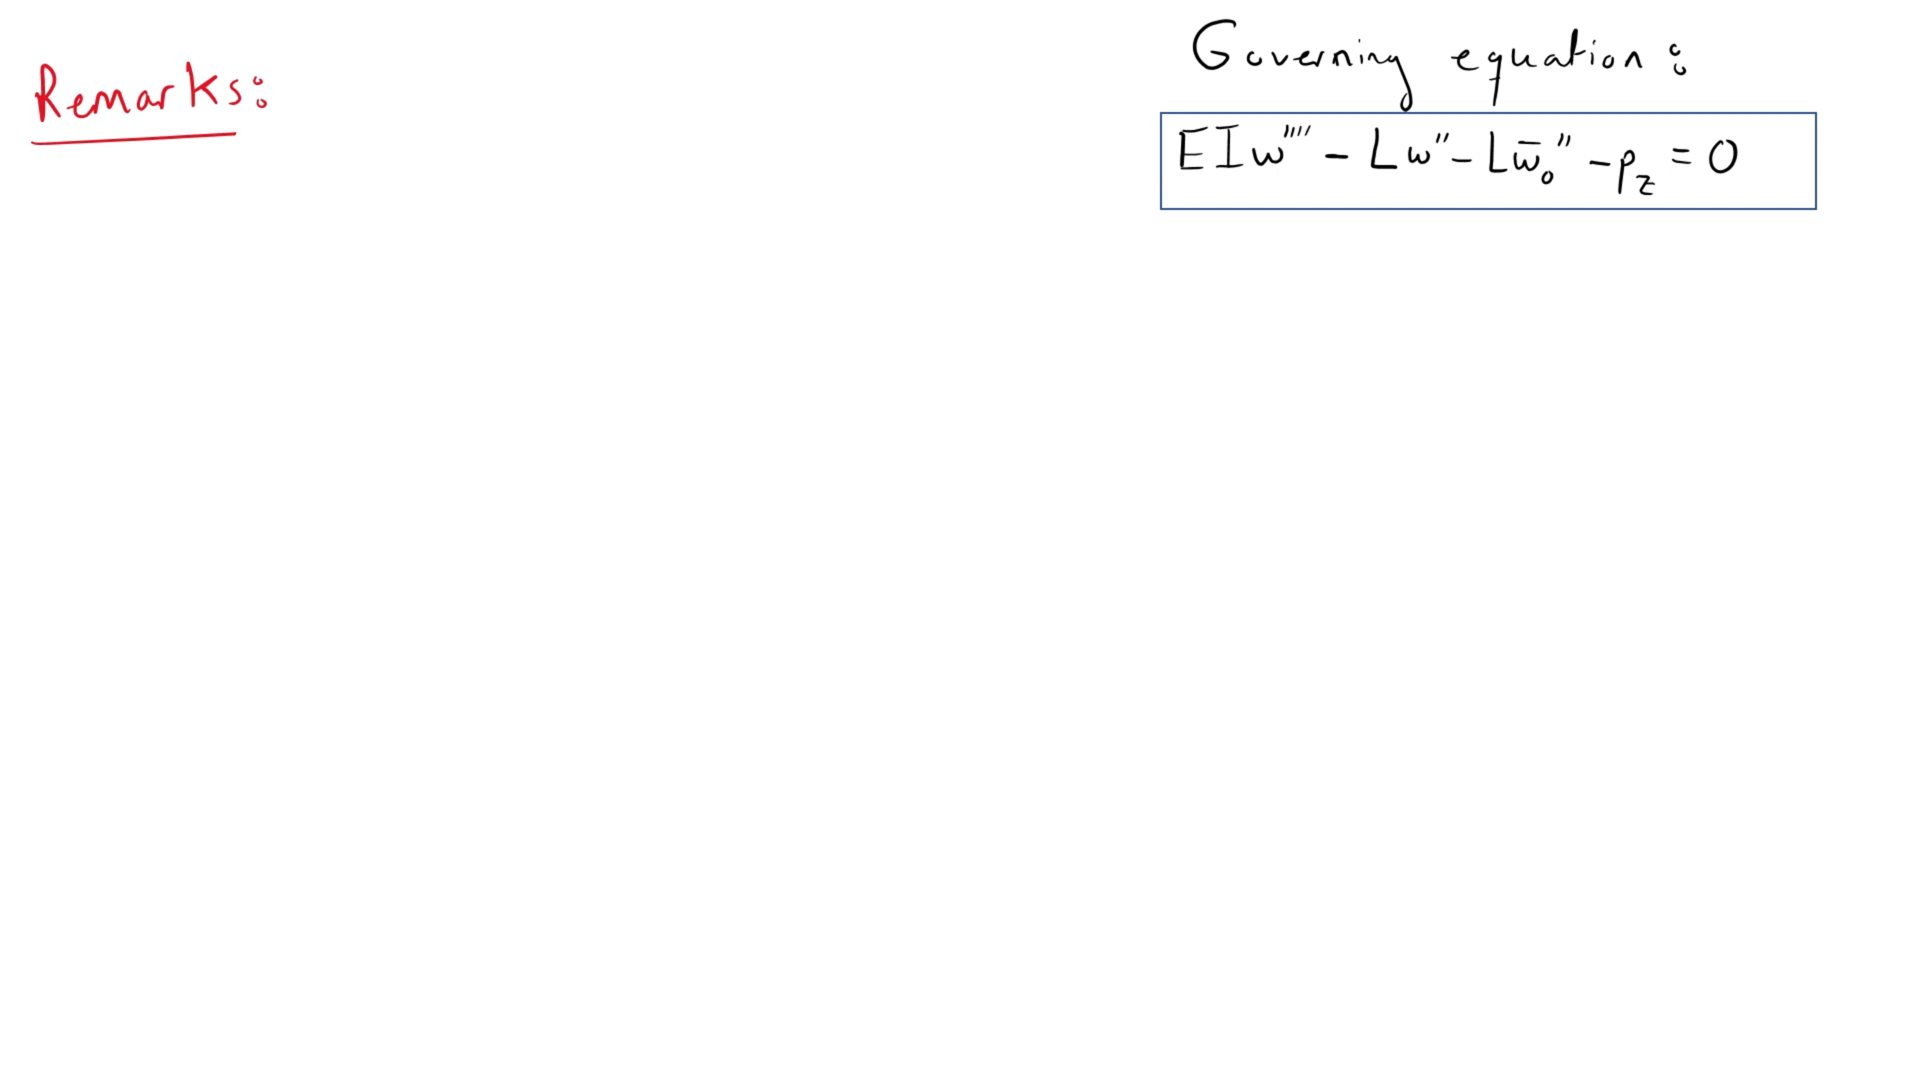 Remarks:
Governing equation:
EIw'''' - Lw'' - Lw̄₀'' - p_z = 0